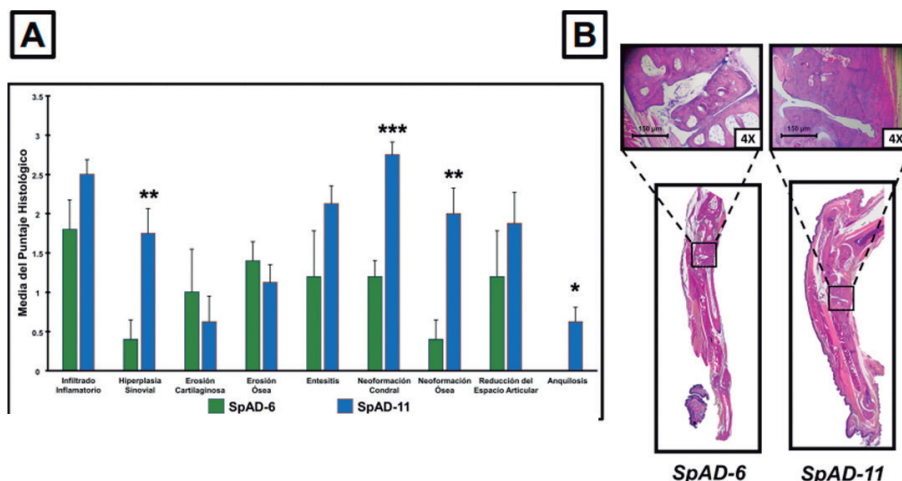 A
B
Media del Puntaje Histológico
3.5
3
2.5
2
1.5
1
0.5
0
**
***
**
*
Infiltrado
Inflamatorio
Hiperplasia
Sinovial
Erosión
Cartilaginosa
Erosión
Ósea
Entesitis
Neoformación
Condral
Neoformación
Ósea
Reducción del
Espacio Articular
Anquilosis
SpAD-6
SpAD-11
150 µm
4X
150 µm
4X
SpAD-6
SpAD-11